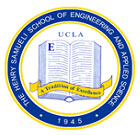 THE HENRY SAMUELI SCHOOL OF ENGINEERING AND APPLIED SCIENCE
UCLA
E
A Tradition of Excellence
• 1945 •